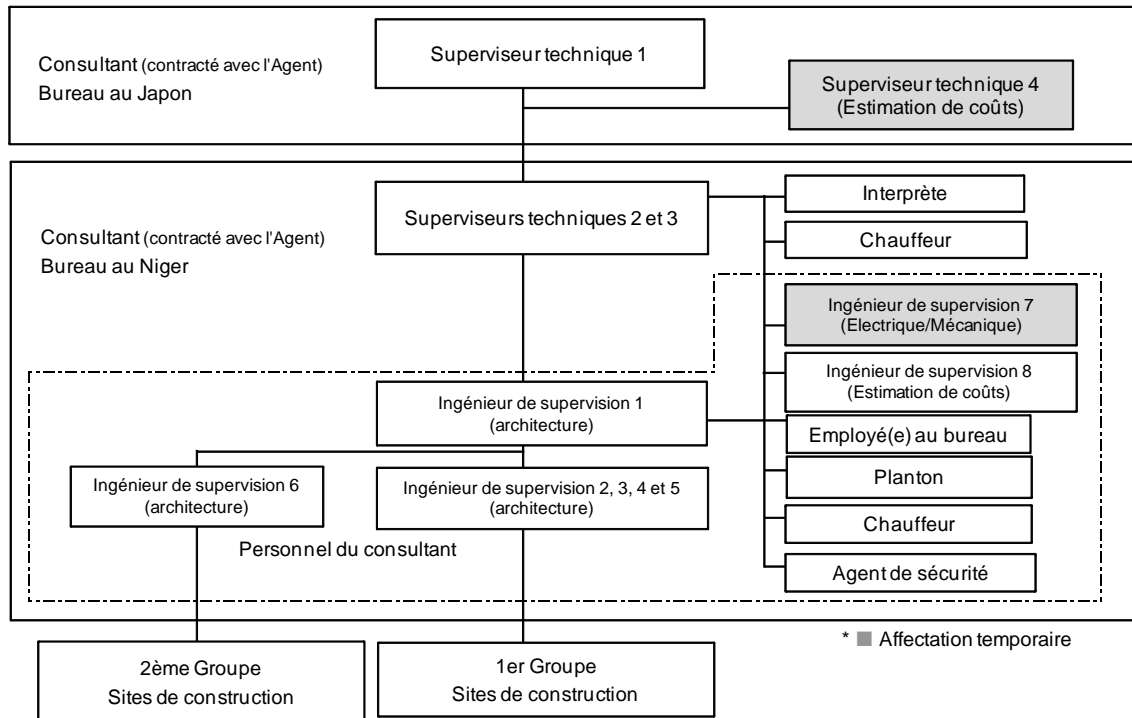 Superviseur technique 1
Consultant (contracté avec l'Agent)
Bureau au Japon
Superviseur technique 4
(Estimation de coûts)
Superviseurs techniques 2 et 3
Interprète
Consultant (contracté avec l'Agent)
Bureau au Niger
Chauffeur
Ingénieur de supervision 7
(Electrique/Mécanique)
Ingénieur de supervision 8
(Estimation de coûts)
Ingénieur de supervision 1
(architecture)
Employé(e) au bureau
Ingénieur de supervision 6
(architecture)
Ingénieur de supervision 2, 3, 4 et 5
(architecture)
Planton
Chauffeur
Personnel du consultant
Agent de sécurité
* ■ Affectation temporaire
2ème Groupe
Sites de construction
1er Groupe
Sites de construction